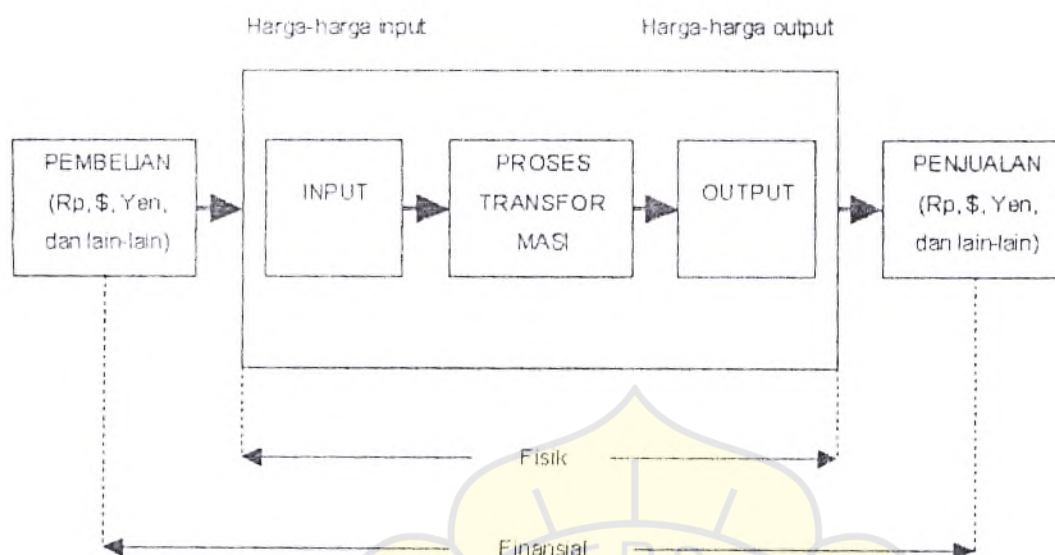 Harga-harga input
Harga-harga output
PEMBELIAN
(Rp, $, Yen,
dan lain-lain)
INPUT
PROSES
TRANSFOR
MASI
OUTPUT
PENJUALAN
(Rp, $, Yen,
dan lain-lain)
Fisik
Finansial